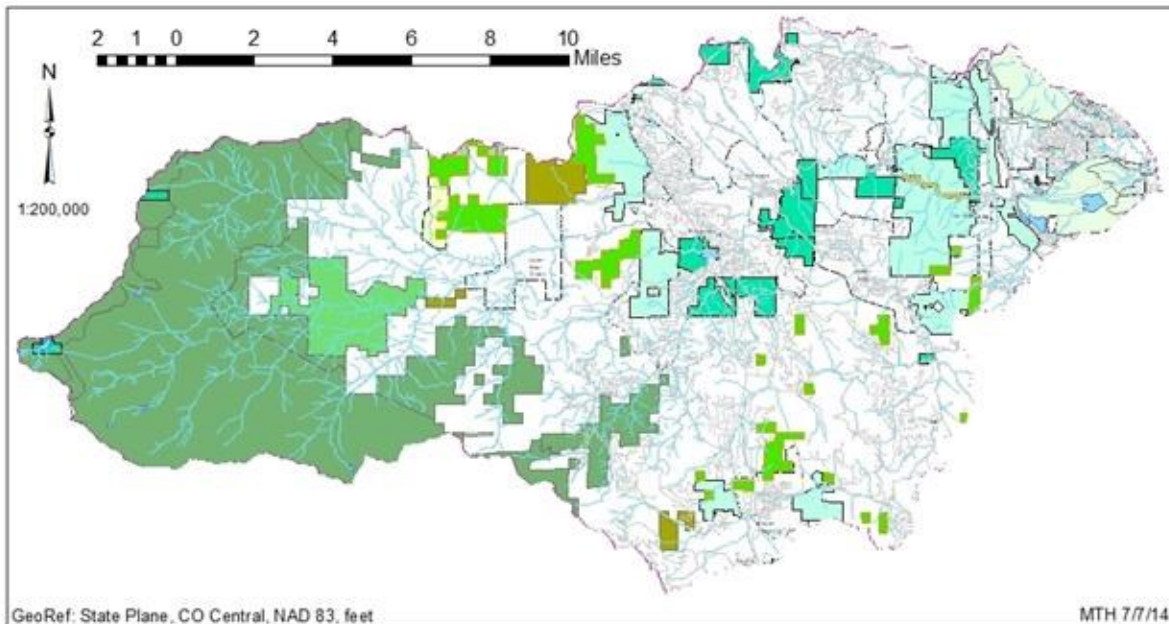 2 1 0 2 4 6 8 10
Miles
N
1:200,000
GeoRef: State Plane, CO Central, NAD 83, feet
MTH 7/7/14